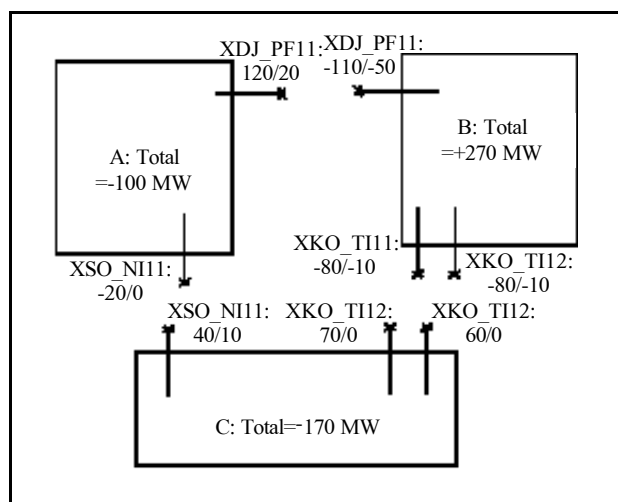 XDJ_PF11:
120/20
XDJ_PF11:
-110/-50
A: Total
=-100 MW
B: Total
=+270 MW
XSO_NI11:
-20/0
XKO_TI11:
-80/-10
XKO_TI12:
-80/-10
XSO_NI11:
40/10
XKO_TI12:
70/0
XKO_TI12:
60/0
C: Total=-170 MW